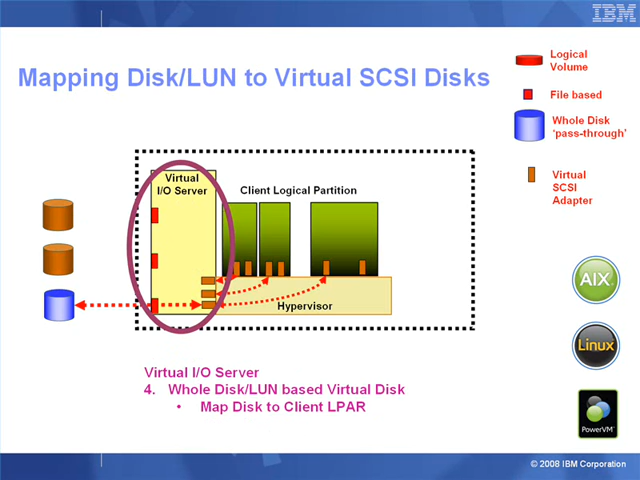 IBM
Mapping Disk/LUN to Virtual SCSI Disks
Logical
Volume
File based
Whole Disk
'pass-through'
Virtual
SCSI
Adapter
Virtual
I/O Server
Client Logical Partition
Hypervisor
AIX
Linux
PowerVM™
Virtual I/O Server
4. Whole Disk/LUN based Virtual Disk
• Map Disk to Client LPAR
© 2008 IBM Corporation